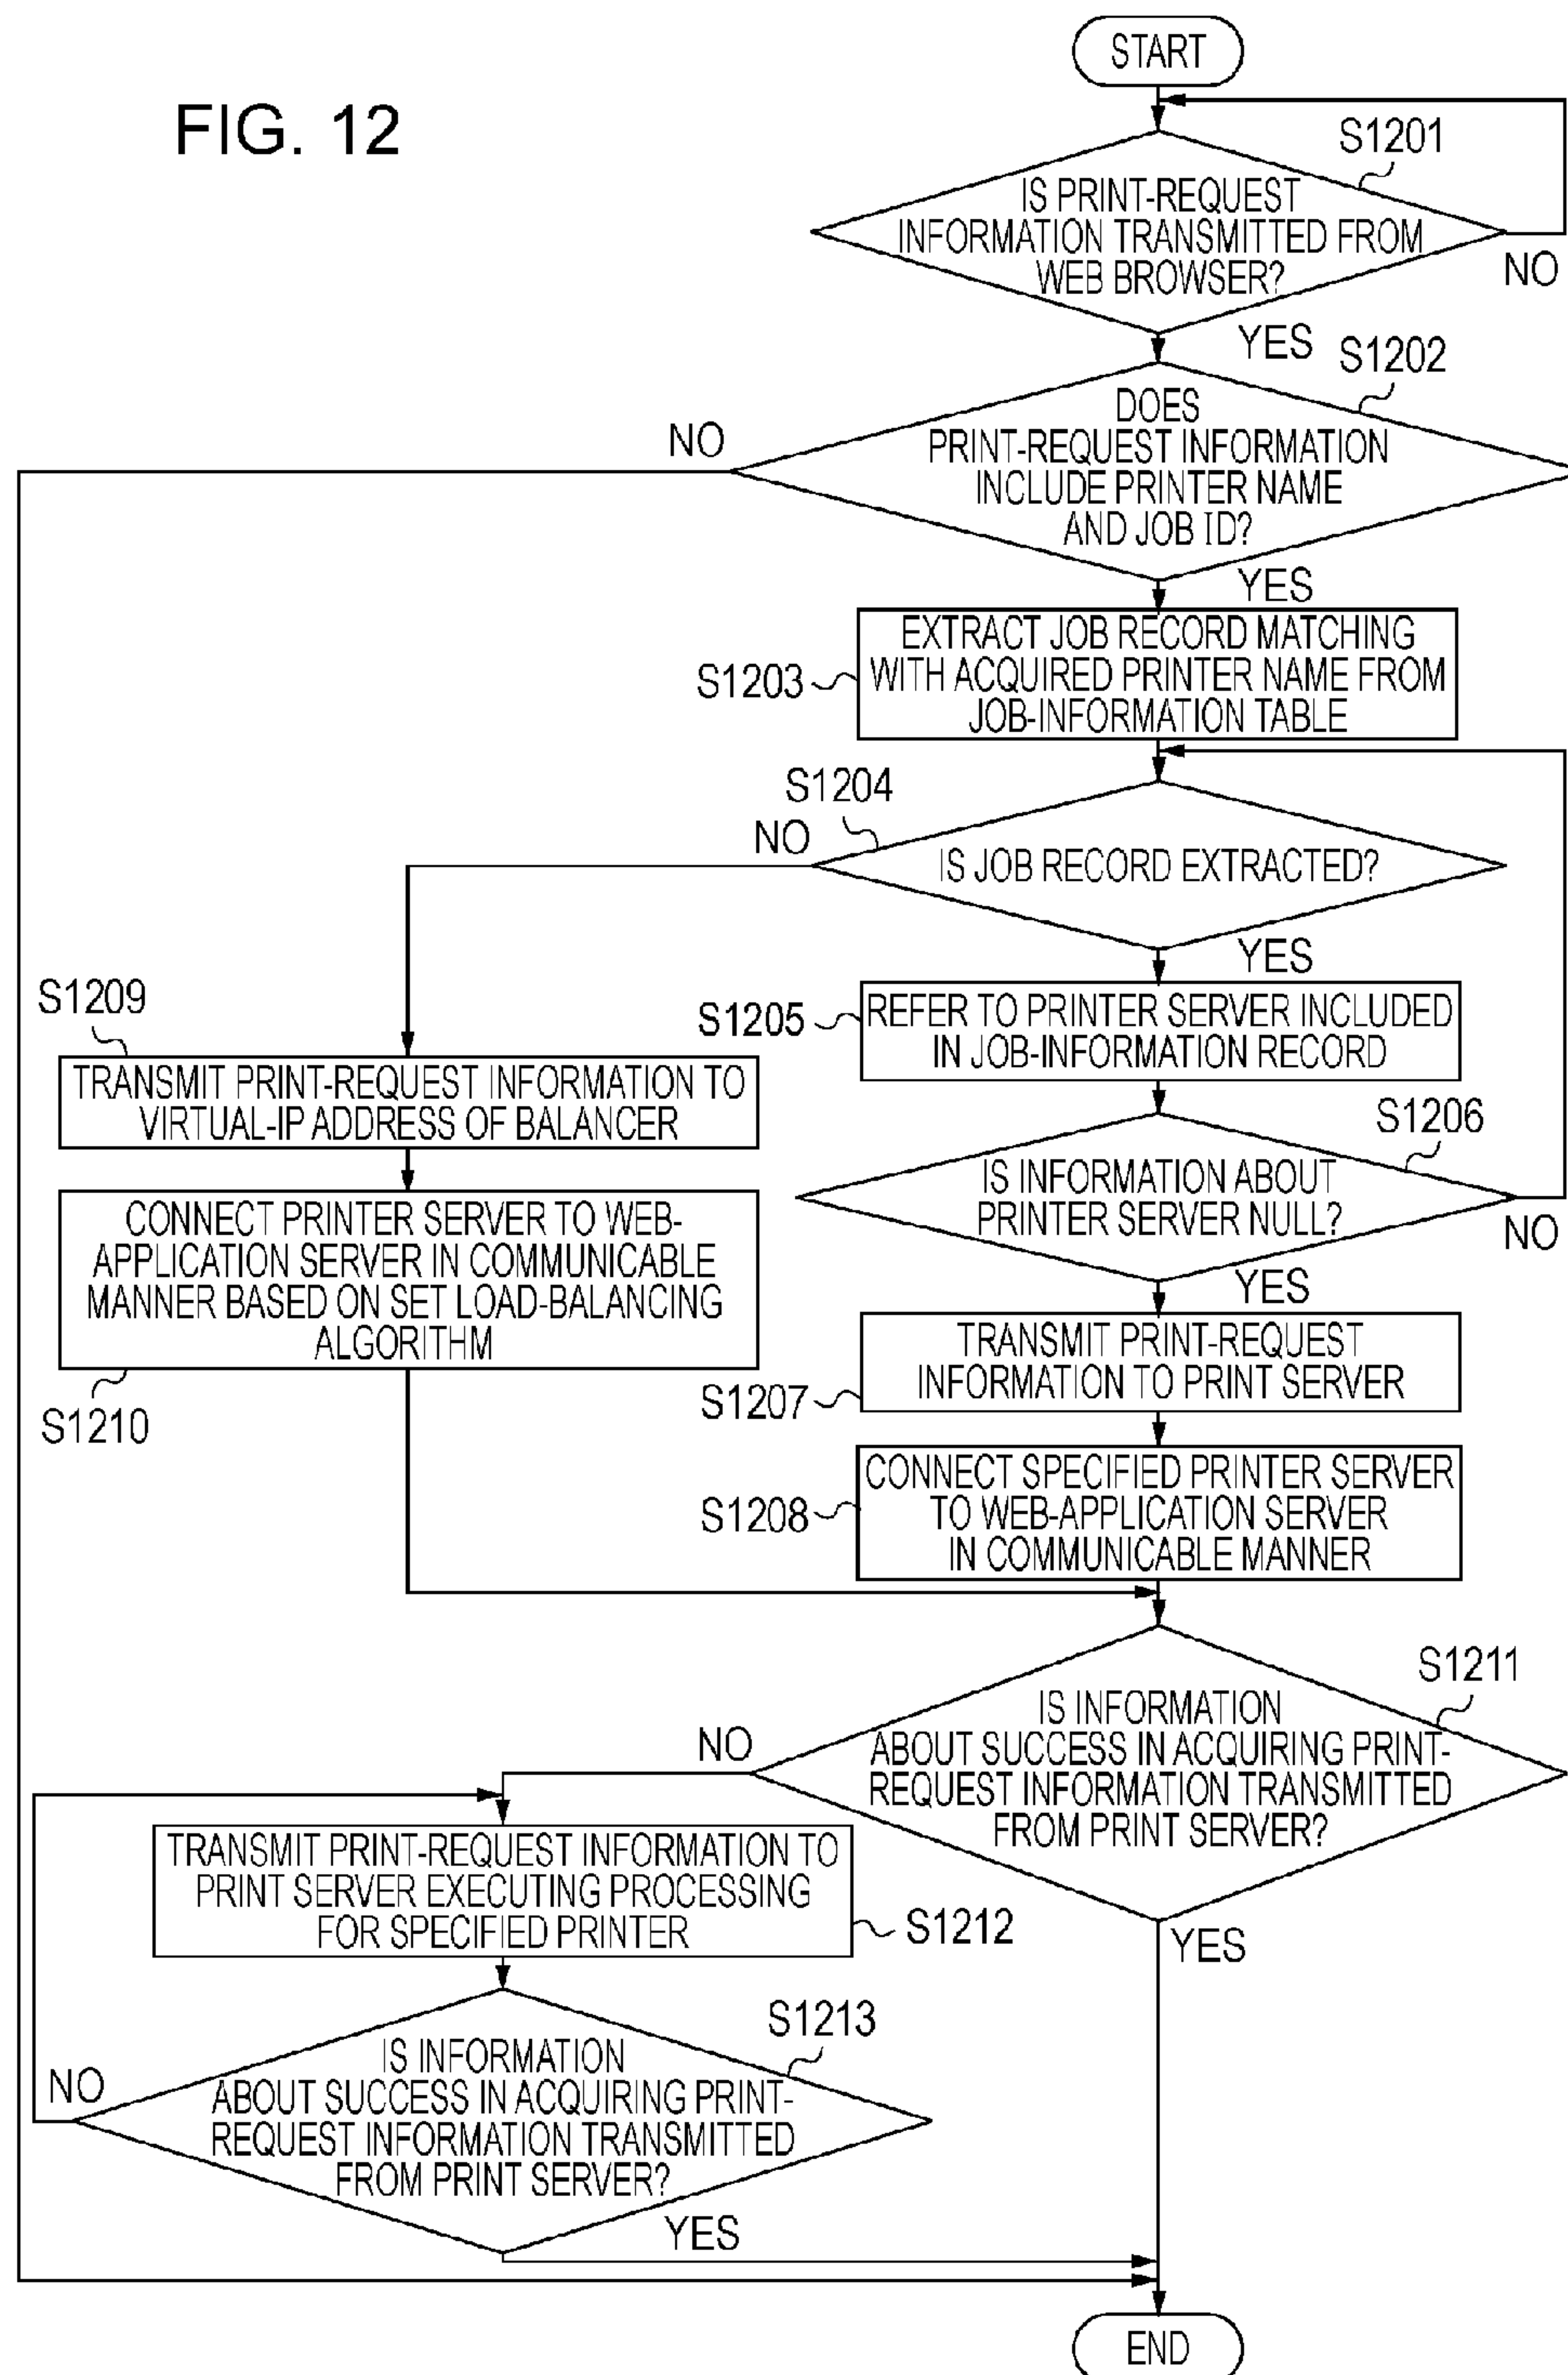 FIG. 12
START
S1201
IS PRINT-REQUEST
INFORMATION TRANSMITTED FROM
WEB BROWSER?
NO
YES
S1202
DOES
PRINT-REQUEST INFORMATION
INCLUDE PRINTER NAME
AND JOB ID?
NO
YES
S1203
EXTRACT JOB RECORD MATCHING
WITH ACQUIRED PRINTER NAME FROM
JOB-INFORMATION TABLE
S1204
NO
IS JOB RECORD EXTRACTED?
YES
S1209
TRANSMIT PRINT-REQUEST INFORMATION TO
VIRTUAL-IP ADDRESS OF BALANCER
S1205
REFER TO PRINTER SERVER INCLUDED
IN JOB-INFORMATION RECORD
S1206
IS INFORMATION ABOUT
PRINTER SERVER NULL?
NO
YES
CONNECT PRINTER SERVER TO WEB-
APPLICATION SERVER IN COMMUNICABLE
MANNER BASED ON SET LOAD-BALANCING
ALGORITHM
S1210
TRANSMIT PRINT-REQUEST
INFORMATION TO PRINT SERVER
S1207
CONNECT SPECIFIED PRINTER SERVER
TO WEB-APPLICATION SERVER
IN COMMUNICABLE MANNER
S1208
S1211
IS INFORMATION
ABOUT SUCCESS IN ACQUIRING PRINT-
REQUEST INFORMATION TRANSMITTED
FROM PRINT SERVER?
NO
YES
TRANSMIT PRINT-REQUEST INFORMATION TO
PRINT SERVER EXECUTING PROCESSING
FOR SPECIFIED PRINTER
S1212
S1213
IS INFORMATION
ABOUT SUCCESS IN ACQUIRING PRINT-
REQUEST INFORMATION TRANSMITTED
FROM PRINT SERVER?
NO
YES
END